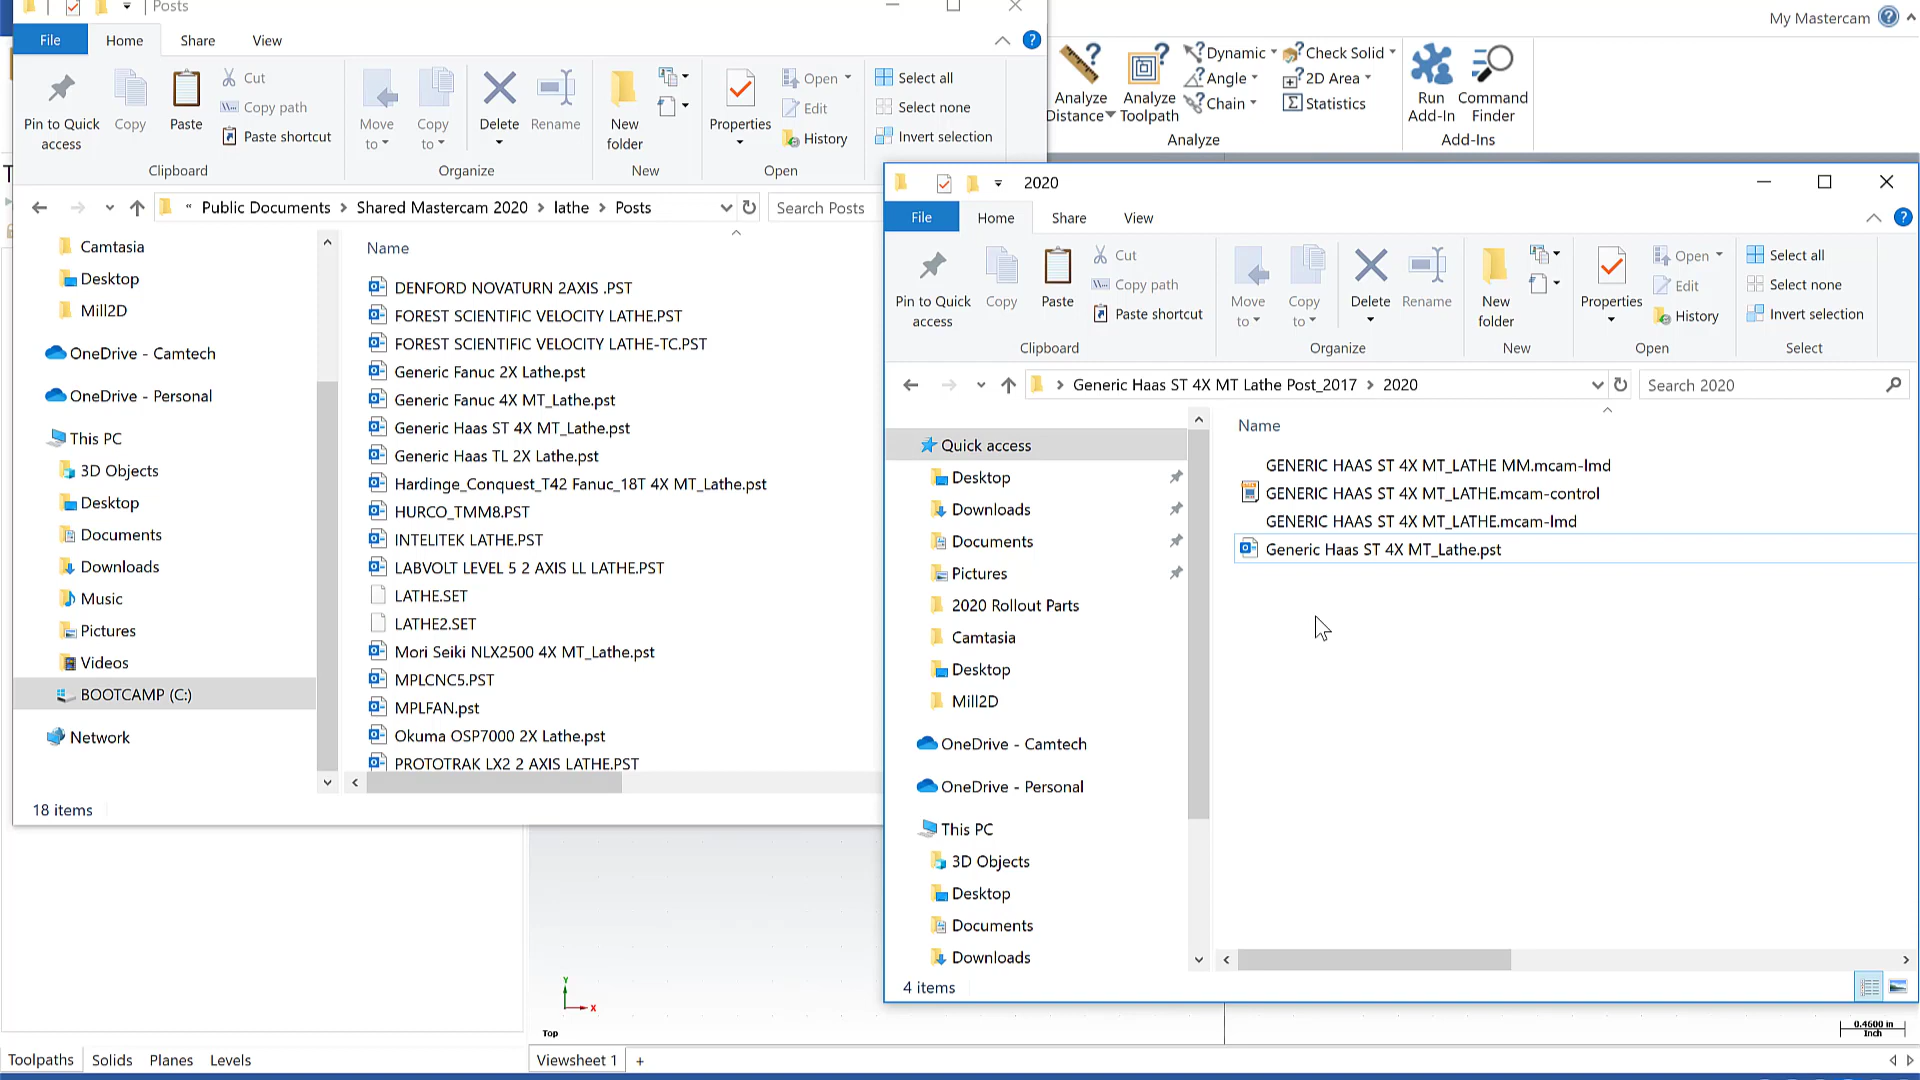 Posts
File Home Share View
Pin to Quick access
Copy
Paste
Cut
Copy path
Paste shortcut
Clipboard
Move to
Copy to
Delete
Rename
Organize
New folder
New
Properties
Open
Edit
History
Open
Select all
Select none
Invert selection
Public Documents > Shared Mastercam 2020 > lathe > Posts
Search Posts
Camtasia
Desktop
Mill2D
OneDrive - Camtech
OneDrive - Personal
This PC
3D Objects
Desktop
Documents
Downloads
Music
Pictures
Videos
BOOTCAMP (C:)
Network
Name
DENFORD NOVATURN 2AXIS .PST
FOREST SCIENTIFIC VELOCITY LATHE.PST
FOREST SCIENTIFIC VELOCITY LATHE-TC.PST
Generic Fanuc 2X Lathe.pst
Generic Fanuc 4X MT_Lathe.pst
Generic Haas ST 4X MT_Lathe.pst
Generic Haas TL 2X Lathe.pst
Hardinge_Conquest_T42 Fanuc_18T 4X MT_Lathe.pst
HURCO_TMM8.PST
INTELITEK LATHE.PST
LABVOLT LEVEL 5 2 AXIS LL LATHE.PST
LATHE.SET
LATHE2.SET
Mori Seiki NLX2500 4X MT_Lathe.pst
MPLCNC5.PST
MPLFAN.pst
Okuma OSP7000 2X Lathe.pst
PROTOTRAK LX2 2 AXIS LATHE.PST
18 items
My Mastercam
Analyze Distance
Analyze Toolpath
Dynamic
Angle
Chain
Check Solid
2D Area
Statistics
Analyze
Run Add-In
Command Finder
Add-Ins
2020
File Home Share View
Pin to Quick access
Copy
Paste
Cut
Copy path
Paste shortcut
Clipboard
Move to
Copy to
Delete
Rename
Organize
New folder
New
Properties
Open
Edit
History
Open
Select all
Select none
Invert selection
Select
> Generic Haas ST 4X MT Lathe Post_2017 > 2020
Search 2020
Quick access
Desktop
Downloads
Documents
Pictures
2020 Rollout Parts
Camtasia
Desktop
Mill2D
OneDrive - Camtech
OneDrive - Personal
This PC
3D Objects
Desktop
Documents
Downloads
Name
GENERIC HAAS ST 4X MT_LATHE MM.mcam-lmd
GENERIC HAAS ST 4X MT_LATHE.mcam-control
GENERIC HAAS ST 4X MT_LATHE.mcam-lmd
Generic Haas ST 4X MT_Lathe.pst
4 items
Y
X
Top
0.4600 in
Inch
Toolpaths Solids Planes Levels
Viewsheet 1 +